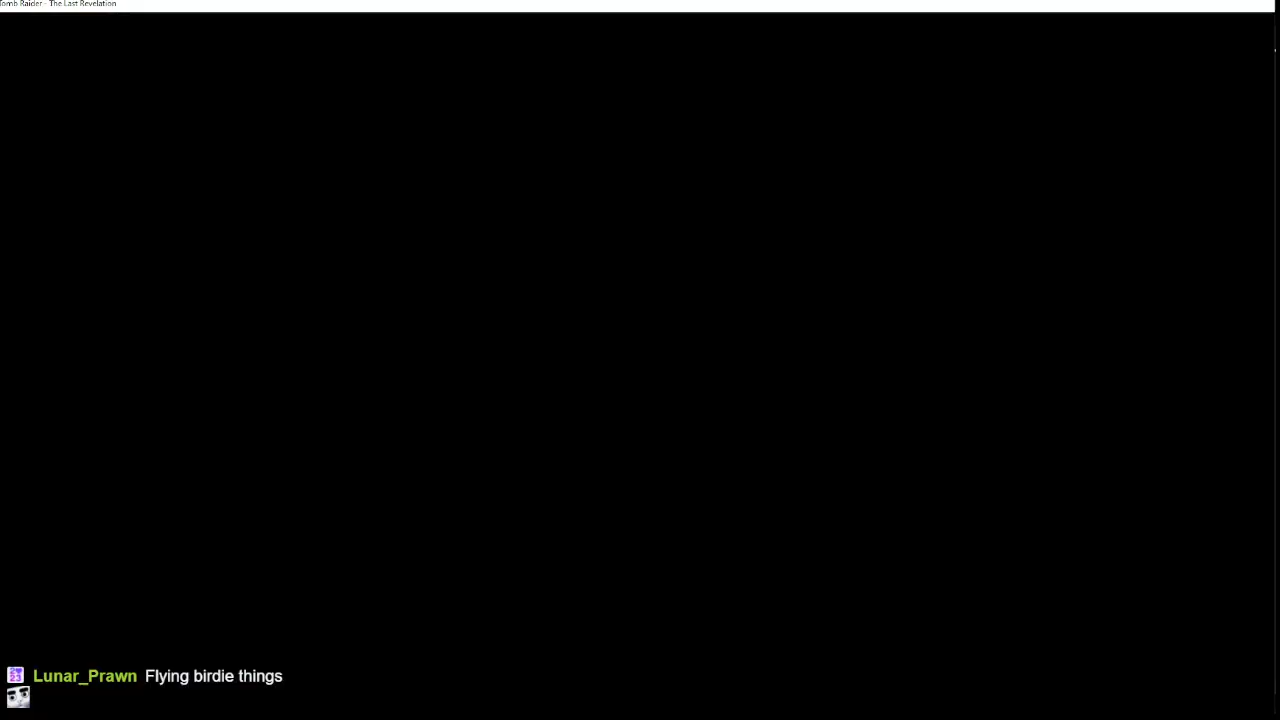 Tomb Raider - The Last Revelation
Lunar_Prawn Flying birdie things